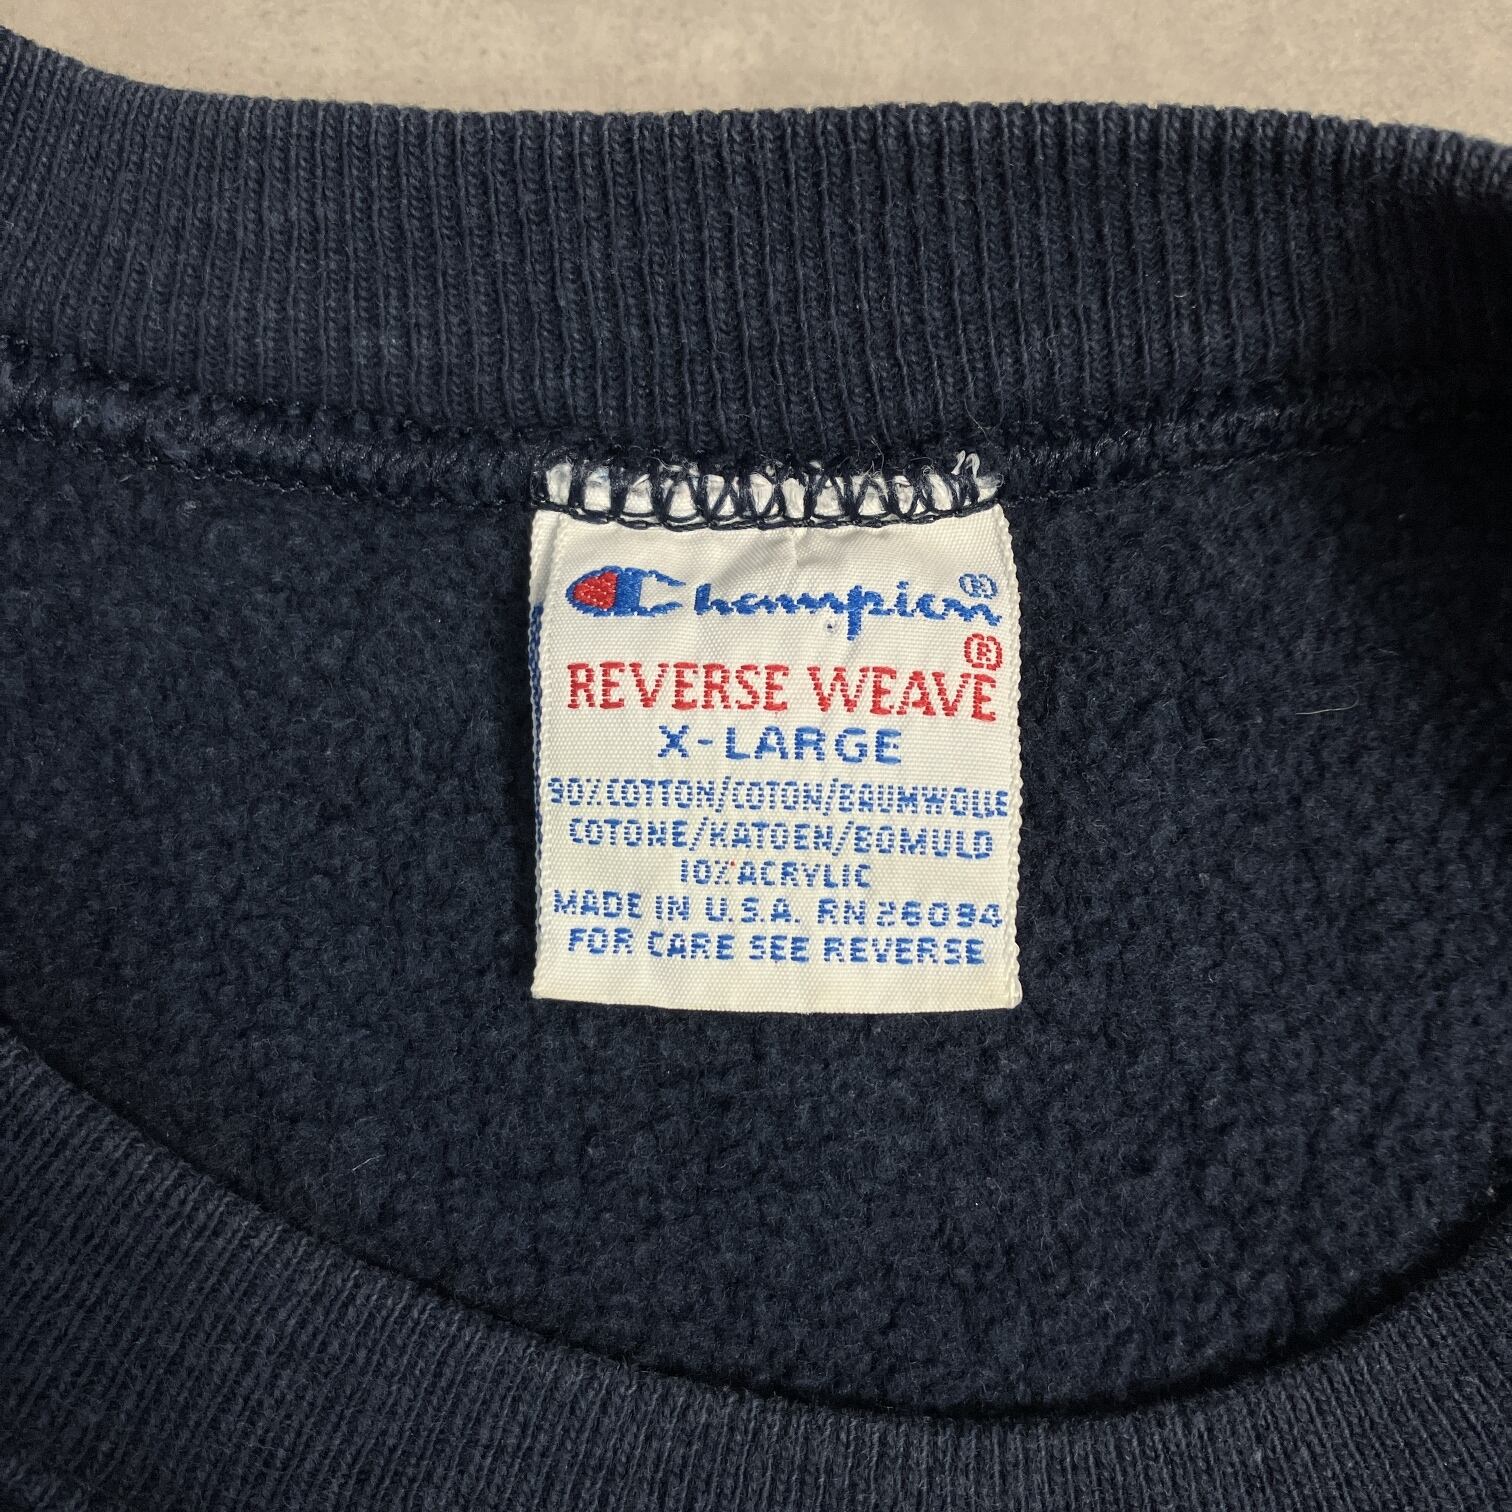 Champion®
REVERSE WEAVE®
X-LARGE
90% COTTON/COTON/BAUMWOLLE
COTONE/KATOEN/BOMULD
10% ACRYLIC
MADE IN U.S.A. RN 26094
FOR CARE SEE REVERSE